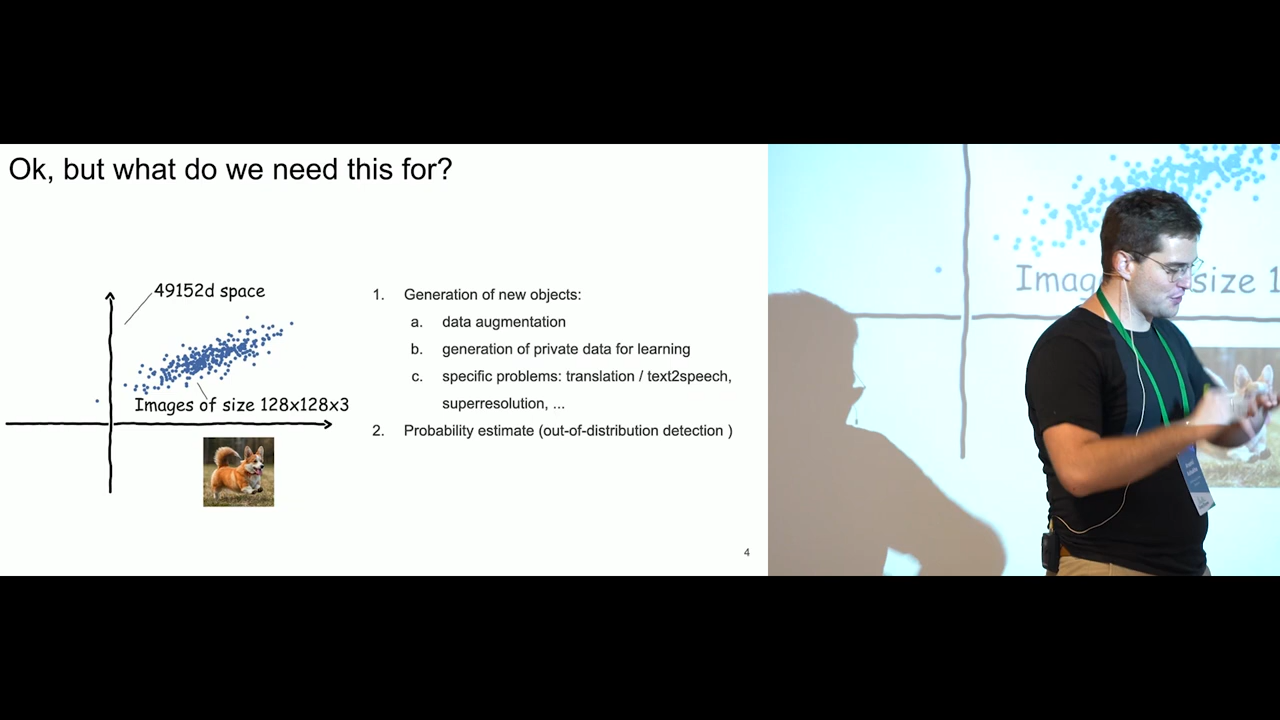 Ok, but what do we need this for?
49152d space
Images of size 128x128x3
1. Generation of new objects:
a. data augmentation
b. generation of private data for learning
c. specific problems: translation / text2speech,
superresolution, ...
2. Probability estimate (out-of-distribution detection )
4
size 1